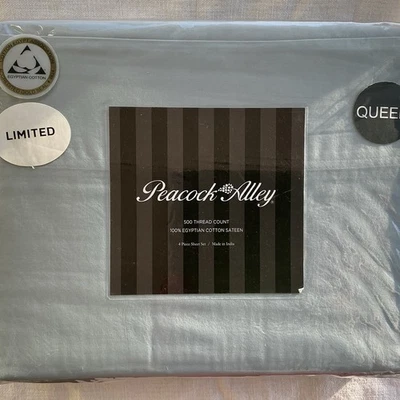 EGYPTIAN COTTON
LIMITED
QUEE
Peacock Alley
500 THREAD COUNT
100% EGYPTIAN COTTON SATEEN
4 Piece Sheet Set / Made in India